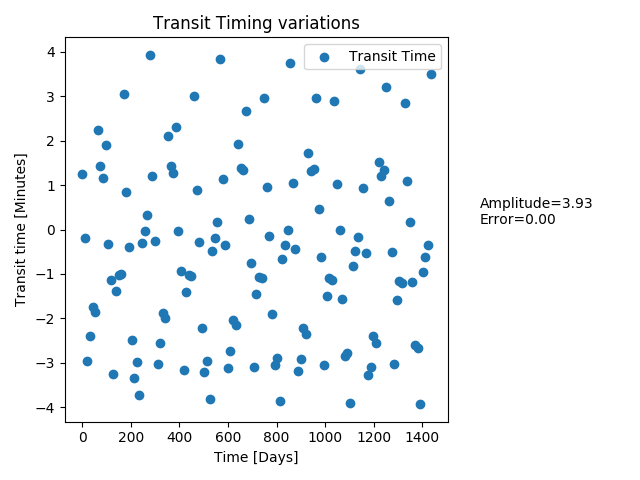 Transit Timing variations
Transit Time
4
3
2
1
0
−1
−2
−3
−4
Transit time [Minutes]
0 200 400 600 800 1000 1200 1400
Time [Days]
Amplitude=3.93
Error=0.00